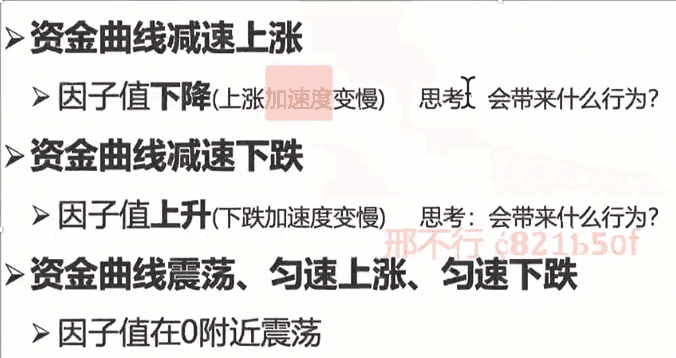 ➢资金曲线减速上涨
➢因子值下降(上涨加速度变慢) 思考: 会带来什么行为?
➢资金曲线减速下跌
➢因子值上升(下跌加速度变慢) 思考: 会带来什么行为?
邢不行
➢资金曲线震荡、匀速上涨、匀速下跌
➢因子值在0附近震荡